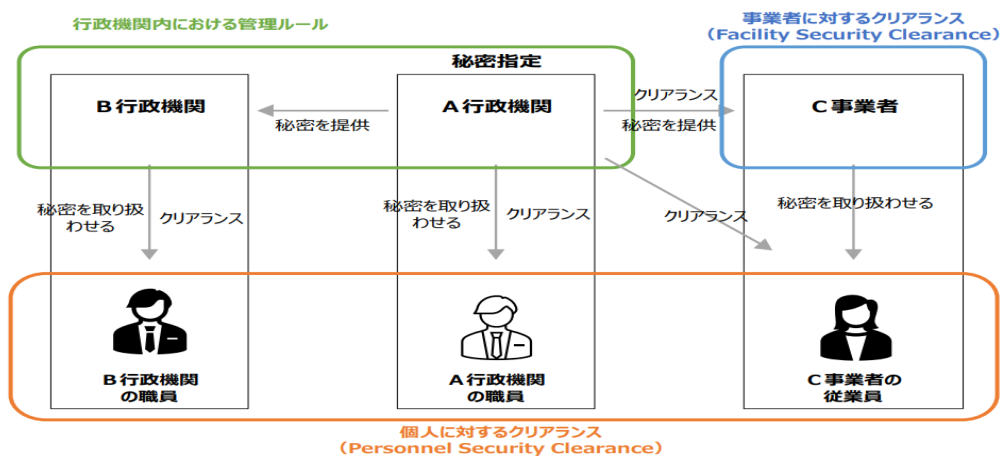 行政機関内における管理ルール
事業者に対するクリアランス
（Facility Security Clearance）
秘密指定
B行政機関
A行政機関
C事業者
秘密を提供
クリアランス
秘密を提供
秘密を取り扱
わせる
クリアランス
秘密を取り扱
わせる
クリアランス
クリアランス
秘密を取り扱わせる
B行政機関
の職員
A行政機関
の職員
C事業者の
従業員
個人に対するクリアランス
（Personnel Security Clearance）